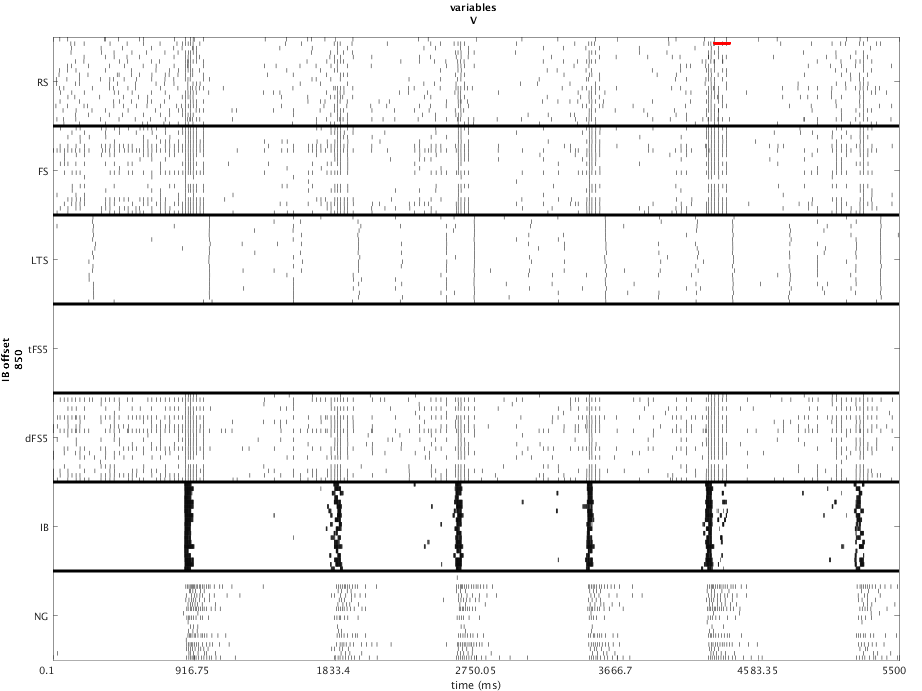 variables
V
RS
FS
LTS
tFS5
dFS5
IB
NG
IB offset
850
0.1 916.75 1833.4 2750.05 3666.7 4583.35 5500
time (ms)